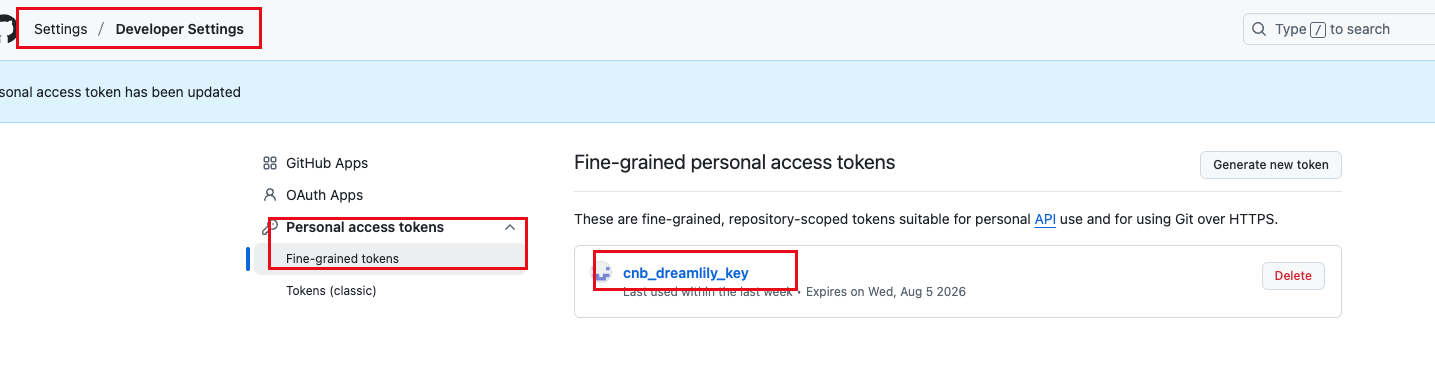 Settings / Developer Settings
Type / to search
sonal access token has been updated
GitHub Apps
OAuth Apps
Personal access tokens
Fine-grained tokens
Tokens (classic)
Fine-grained personal access tokens
Generate new token
These are fine-grained, repository-scoped tokens suitable for personal API use and for using Git over HTTPS.
cnb_dreamlily_key
Delete
Last used within the last week • Expires on Wed, Aug 5 2026